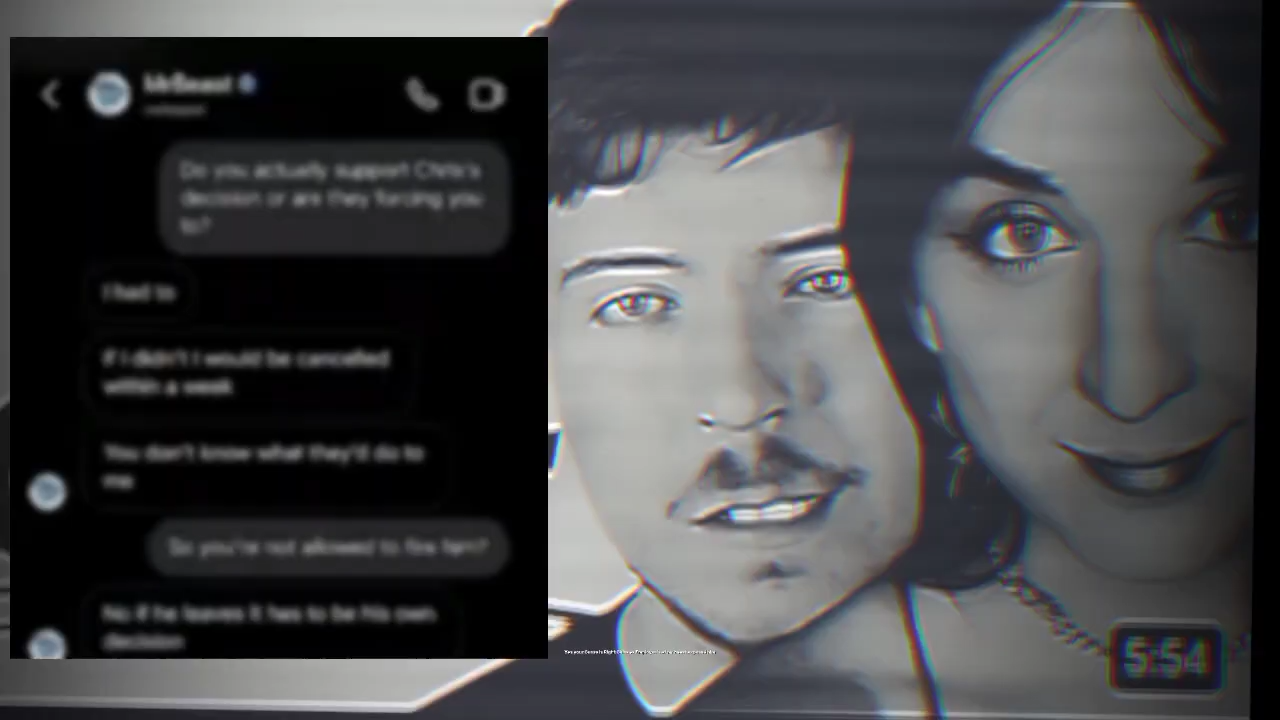 MrBeast
Do you actually support Chris's
decision or are they forcing you
to?
I had to
If I didn't I would be cancelled
within a week
You don't know what they'd do to
me
So you're not allowed to fire him?
No if he leaves it has to be his own
decision
5:54